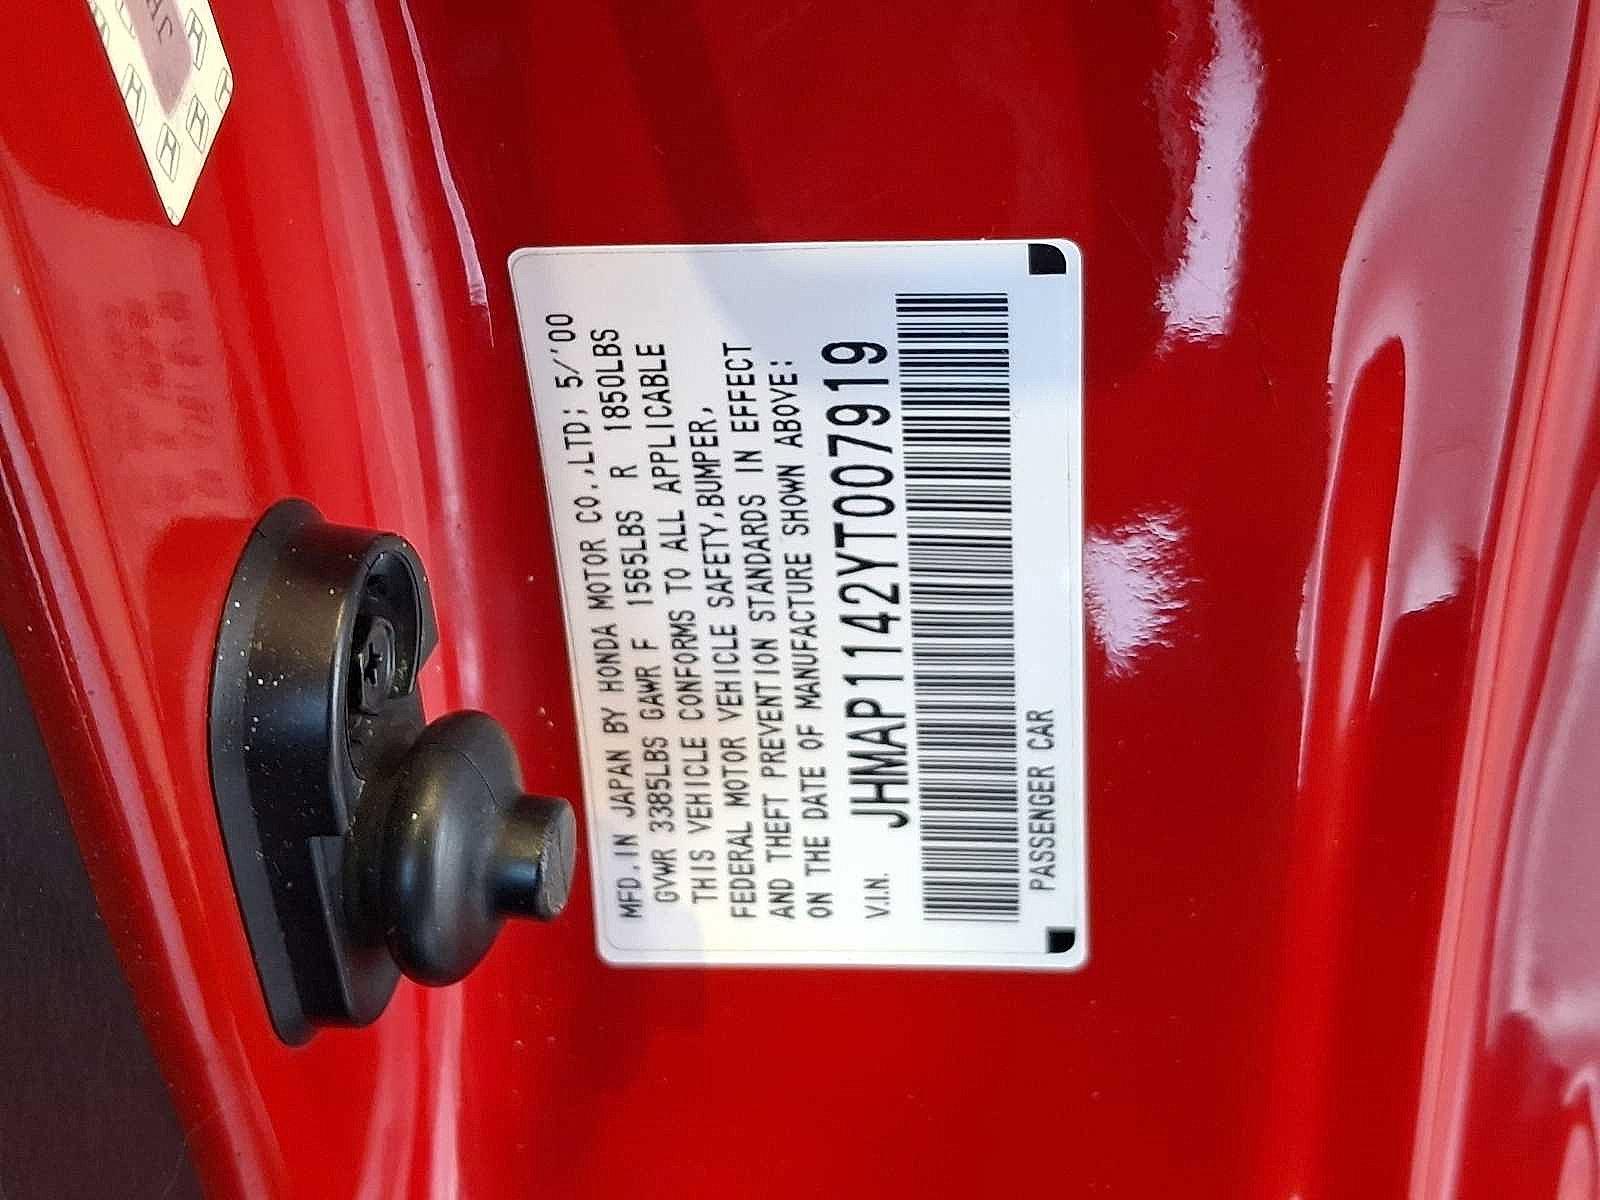 MFD. IN JAPAN BY HONDA MOTOR CO.,LTD; 5/'00
GVWR 3385LBS GAWR F 1565LBS R 1850LBS
THIS VEHICLE CONFORMS TO ALL APPLICABLE
FEDERAL MOTOR VEHICLE SAFETY,BUMPER,
AND THEFT PREVENTION STANDARDS IN EFFECT
ON THE DATE OF MANUFACTURE SHOWN ABOVE:
V.I.N. JHMAP1142YT007919
PASSENGER CAR